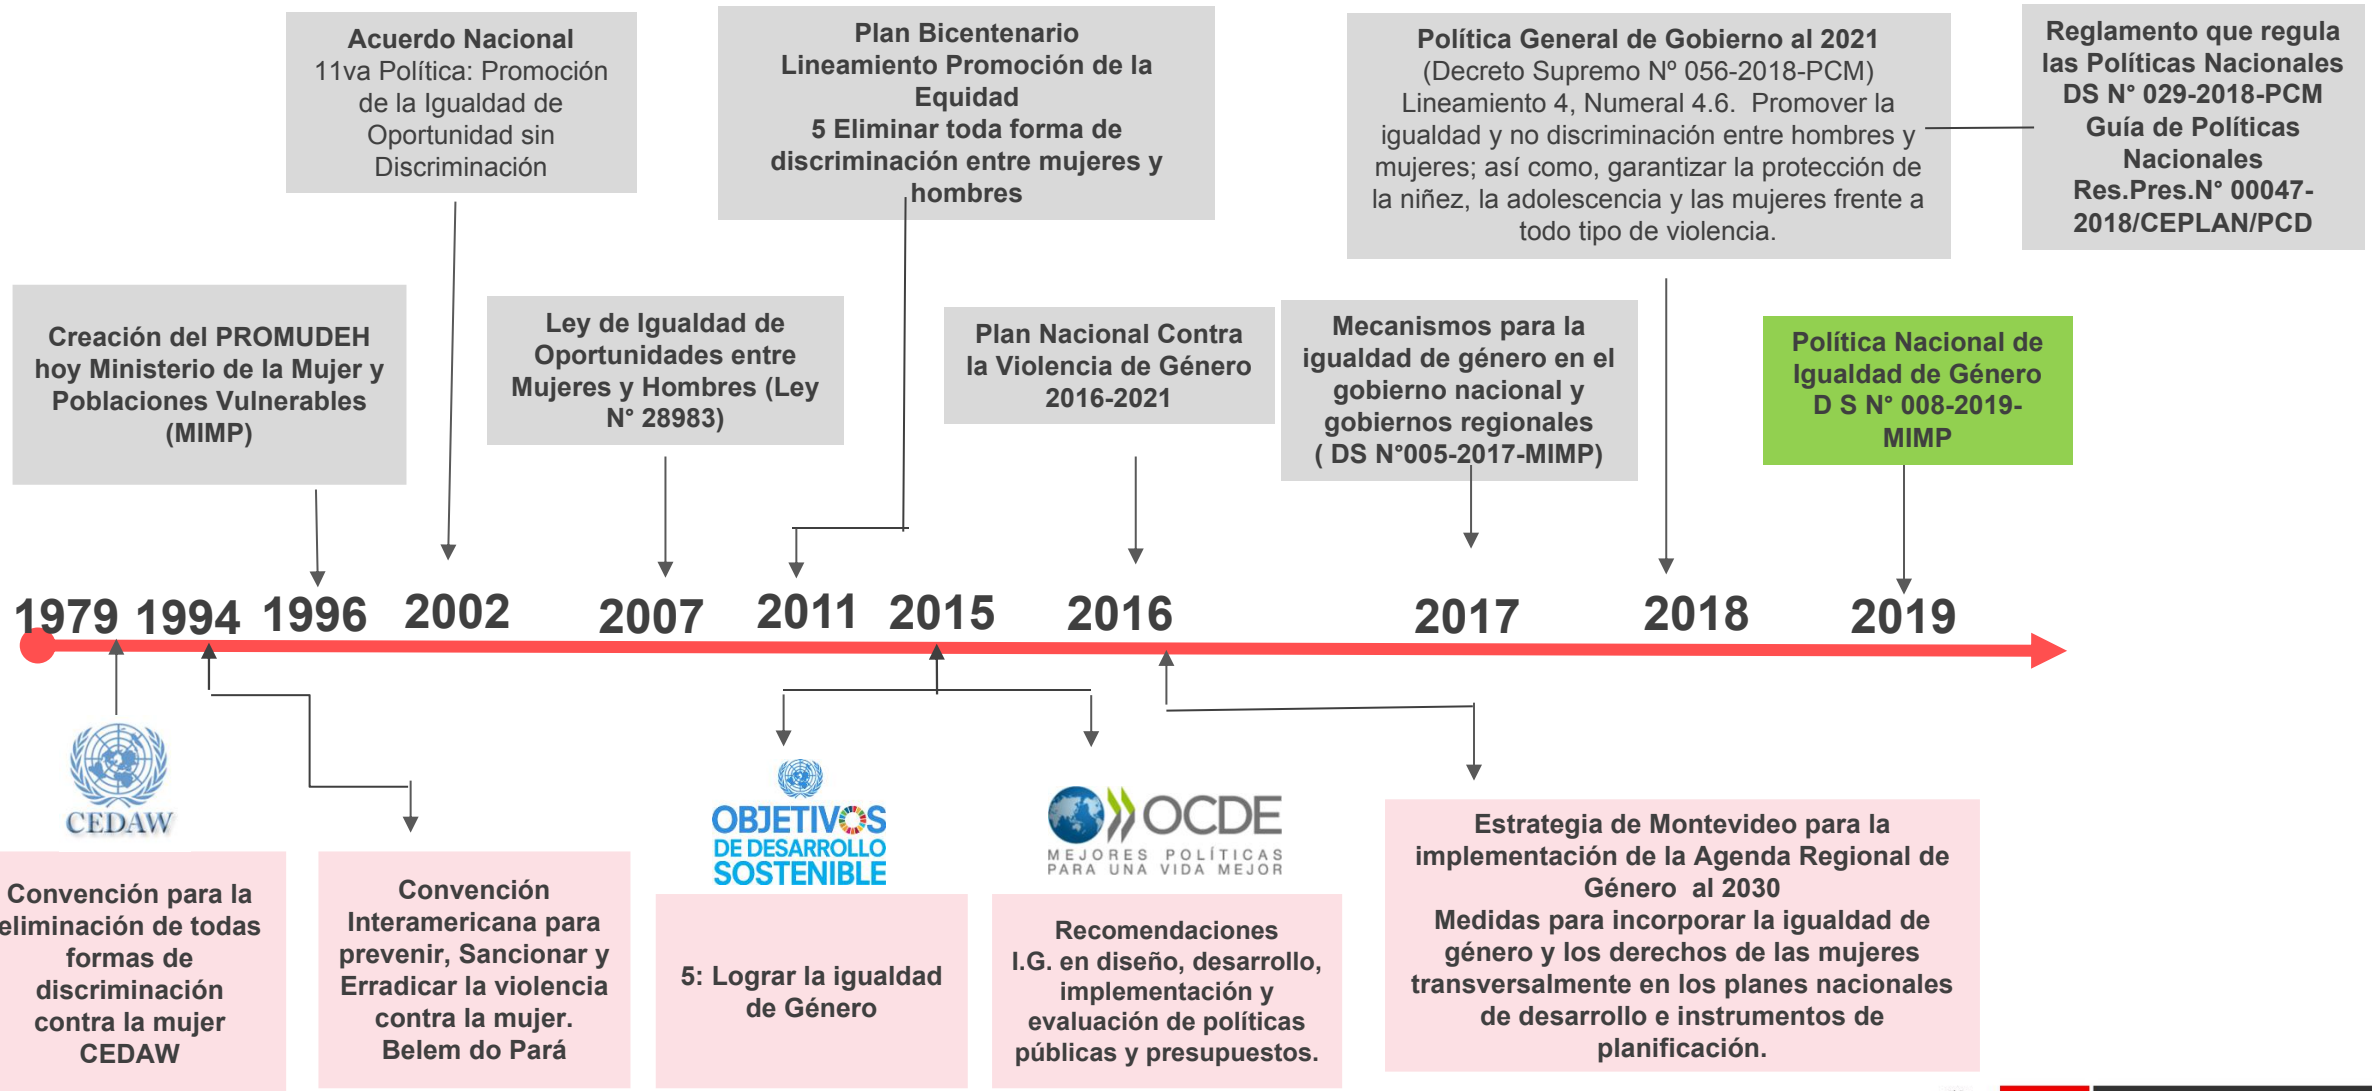 Acuerdo Nacional
11va Política: Promoción
de la Igualdad de
Oportunidad sin
Discriminación
Plan Bicentenario
Lineamiento Promoción de la
Equidad
5 Eliminar toda forma de
discriminación entre mujeres y
hombres
Política General de Gobierno al 2021
(Decreto Supremo Nº 056-2018-PCM)
Lineamiento 4, Numeral 4.6. Promover la
igualdad y no discriminación entre hombres y
mujeres; así como, garantizar la protección de
la niñez, la adolescencia y las mujeres frente a
todo tipo de violencia.
Reglamento que regula
las Políticas Nacionales
DS N° 029-2018-PCM
Guía de Políticas
Nacionales
Res.Pres.N° 00047-
2018/CEPLAN/PCD
Creación del PROMUDEH
hoy Ministerio de la Mujer y
Poblaciones Vulnerables
(MIMP)
Ley de Igualdad de
Oportunidades entre
Mujeres y Hombres (Ley
N° 28983)
Plan Nacional Contra
la Violencia de Género
2016-2021
Mecanismos para la
igualdad de género en el
gobierno nacional y
gobiernos regionales
( DS N°005-2017-MIMP)
Política Nacional de
Igualdad de Género
D S N° 008-2019-
MIMP
1979 1994 1996 2002 2007 2011 2015 2016 2017 2018 2019
CEDAW
Convención para la
eliminación de todas
formas de
discriminación
contra la mujer
CEDAW
Convención
Interamericana para
prevenir, Sancionar y
Erradicar la violencia
contra la mujer.
Belem do Pará
OBJETIVOS
DE DESARROLLO
SOSTENIBLE
5: Lograr la igualdad
de Género
OCDE
MEJORES POLÍTICAS
PARA UNA VIDA MEJOR
Recomendaciones
I.G. en diseño, desarrollo,
implementación y
evaluación de políticas
públicas y presupuestos.
Estrategia de Montevideo para la
implementación de la Agenda Regional de
Género al 2030
Medidas para incorporar la igualdad de
género y los derechos de las mujeres
transversalmente en los planes nacionales
de desarrollo e instrumentos de
planificación.